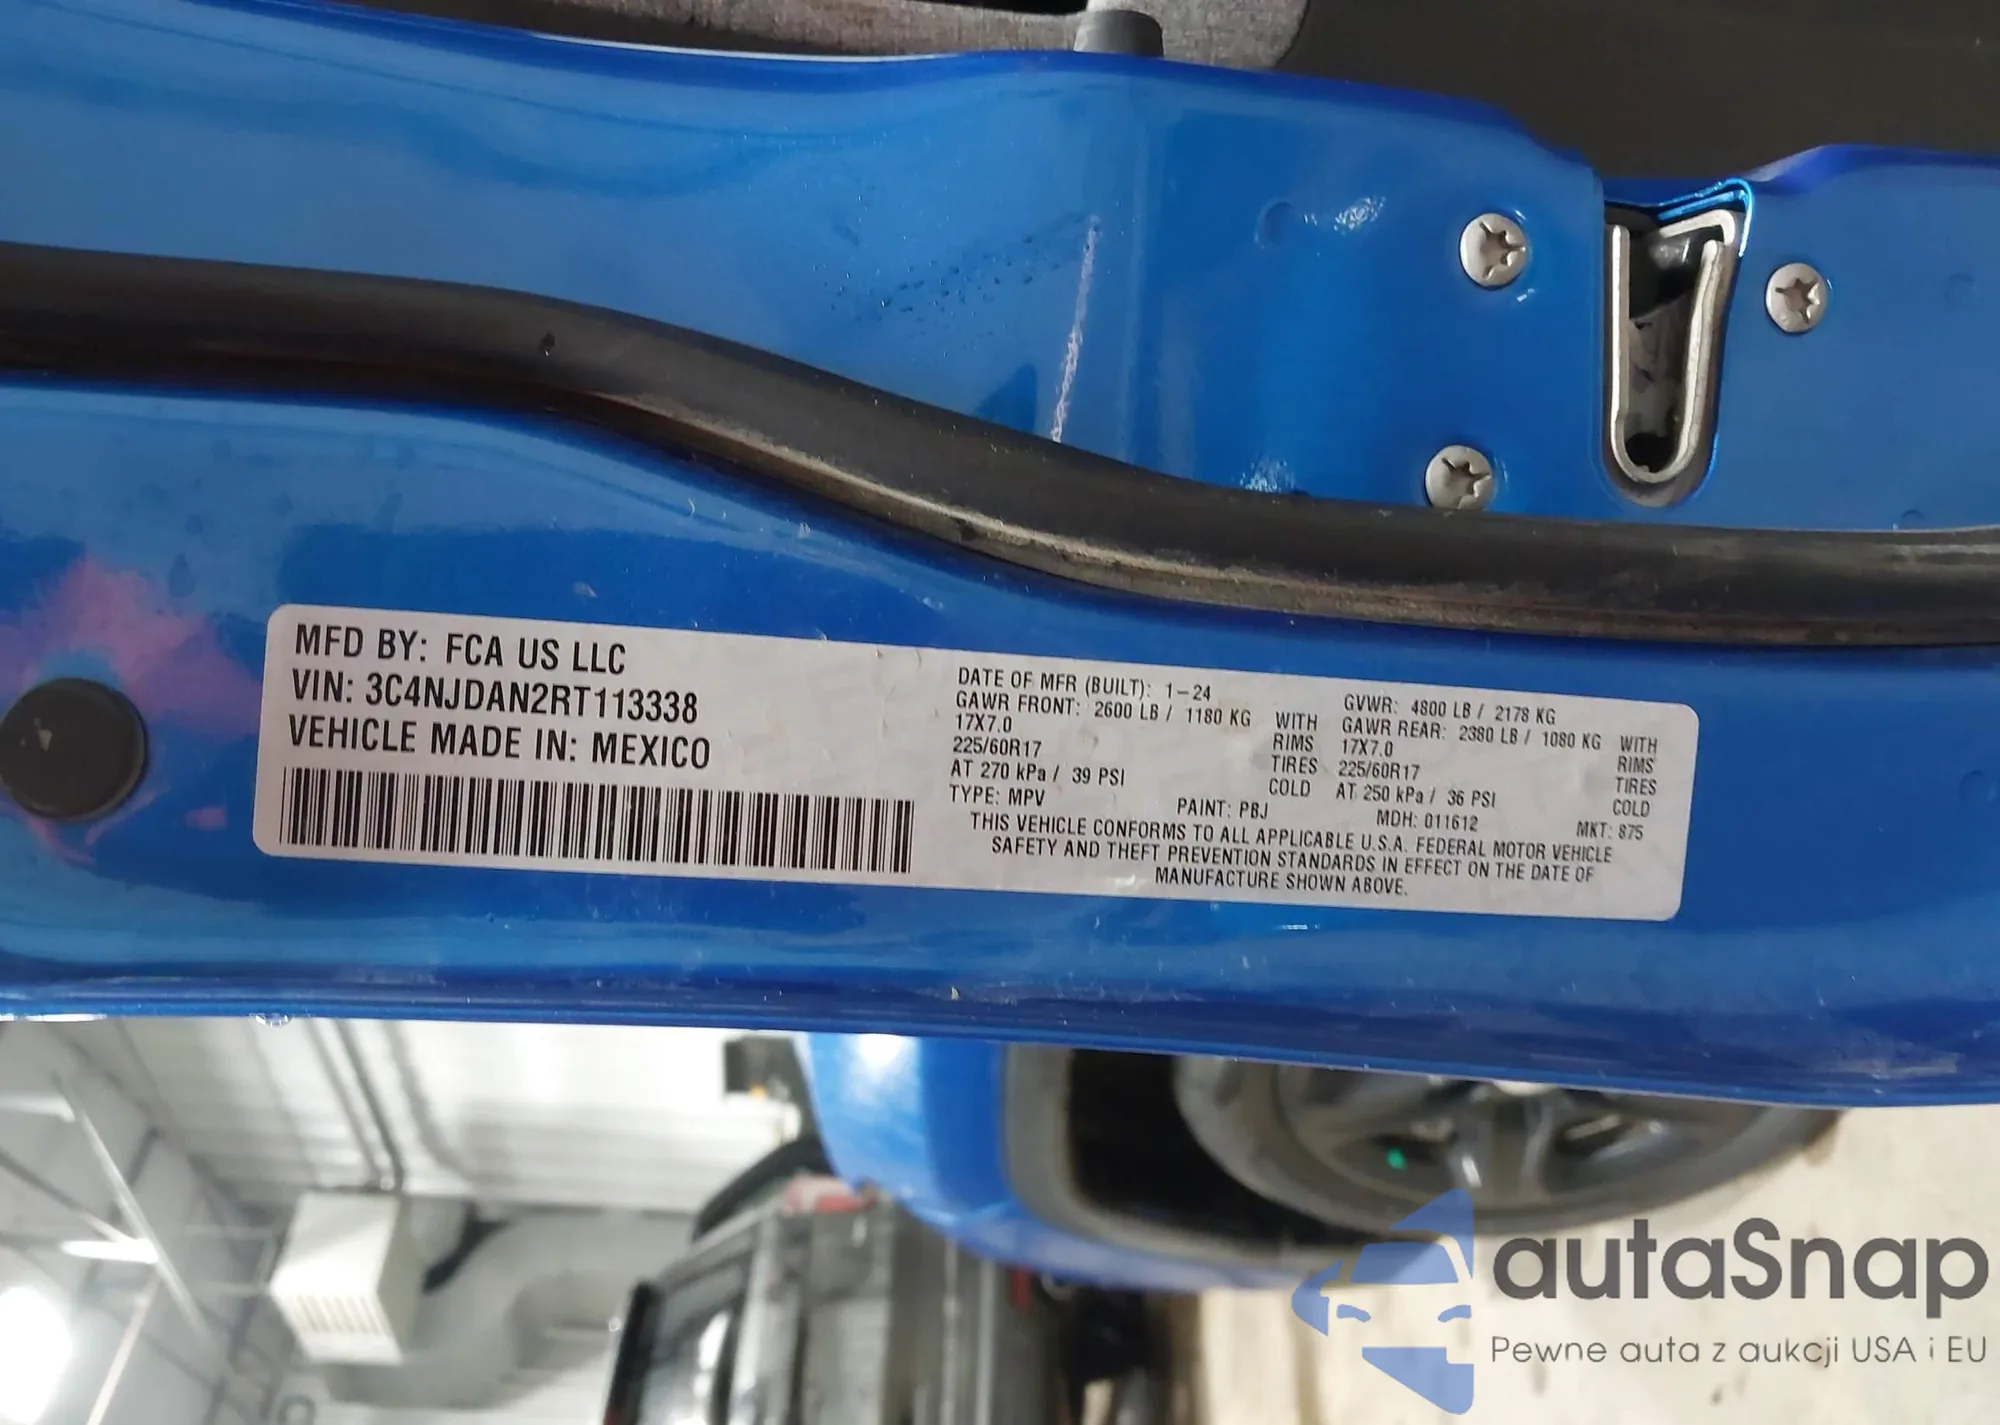 MFD BY: FCA US LLC
VIN: 3C4NJDAN2RT113338
VEHICLE MADE IN: MEXICO
DATE OF MFR (BUILT): 1-24
GVWR: 4800 LB / 2178 KG
GAWR FRONT: 2600 LB / 1180 KG WITH
17X7.0 RIMS
225/60R17 TIRES
AT 270 kPa / 39 PSI COLD
GAWR REAR: 2380 LB / 1080 KG WITH
17X7.0 RIMS
225/60R17 TIRES
AT 250 kPa / 36 PSI COLD
TYPE: MPV PAINT: PBJ MDH: 011612 MKT: 875
THIS VEHICLE CONFORMS TO ALL APPLICABLE U.S.A. FEDERAL MOTOR VEHICLE
SAFETY AND THEFT PREVENTION STANDARDS IN EFFECT ON THE DATE OF
MANUFACTURE SHOWN ABOVE.
autaSnap
Pewne auta z aukcji USA i EU